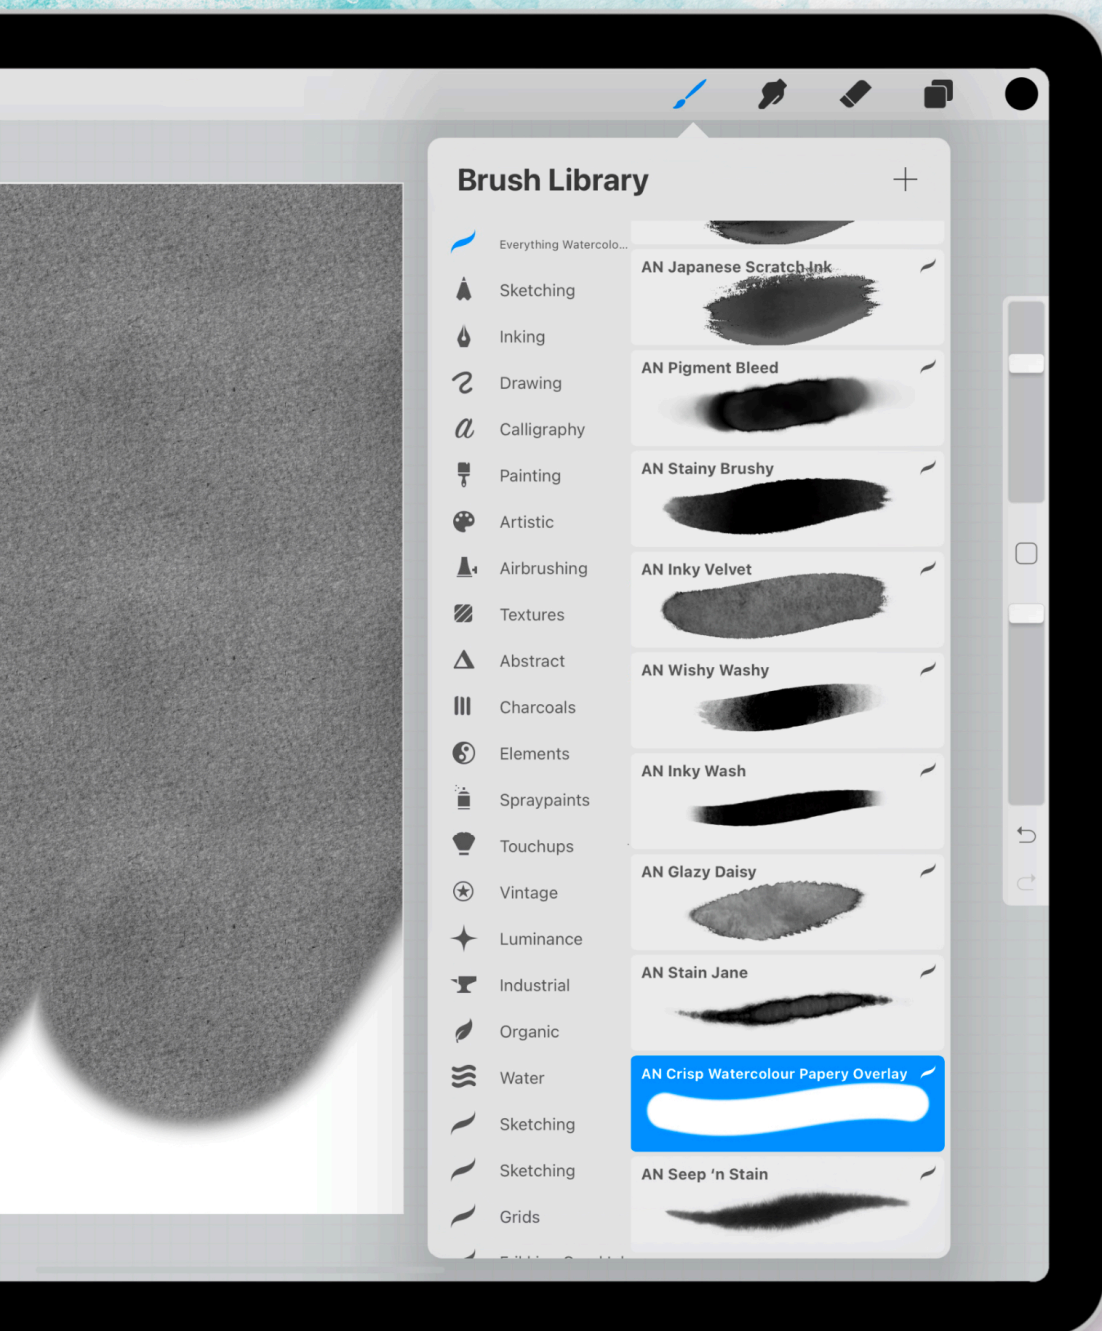 Brush Library
Everything Watercolo...
Sketching
Inking
Drawing
Calligraphy
Painting
Artistic
Airbrushing
Textures
Abstract
Charcoals
Elements
Spraypaints
Touchups
Vintage
Luminance
Industrial
Organic
Water
Sketching
Sketching
Grids
AN Japanese Scratch Ink
AN Pigment Bleed
AN Stainy Brushy
AN Inky Velvet
AN Wishy Washy
AN Inky Wash
AN Glazy Daisy
AN Stain Jane
AN Crisp Watercolour Papery Overlay
AN Seep ‘n Stain